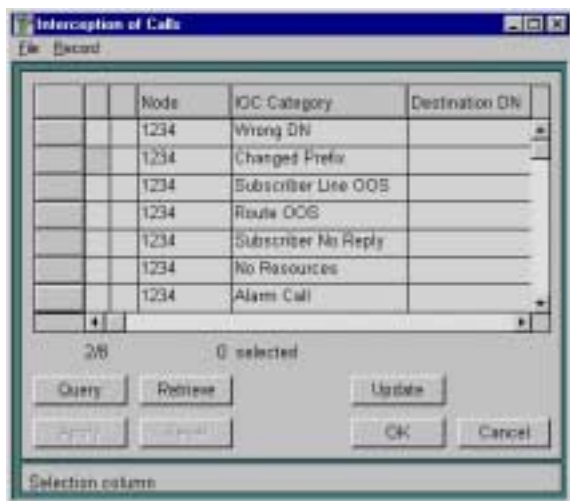 Interception of Calls
File Record
Node IOC Category Destination DN
1234 Wrong DN
1234 Changed Prefix
1234 Subscriber Line OOS
1234 Route OOS
1234 Subscriber No Reply
1234 No Resources
1234 Alarm Call
2/8 0 selected
Query Retrieve Update
OK Cancel
Selection column